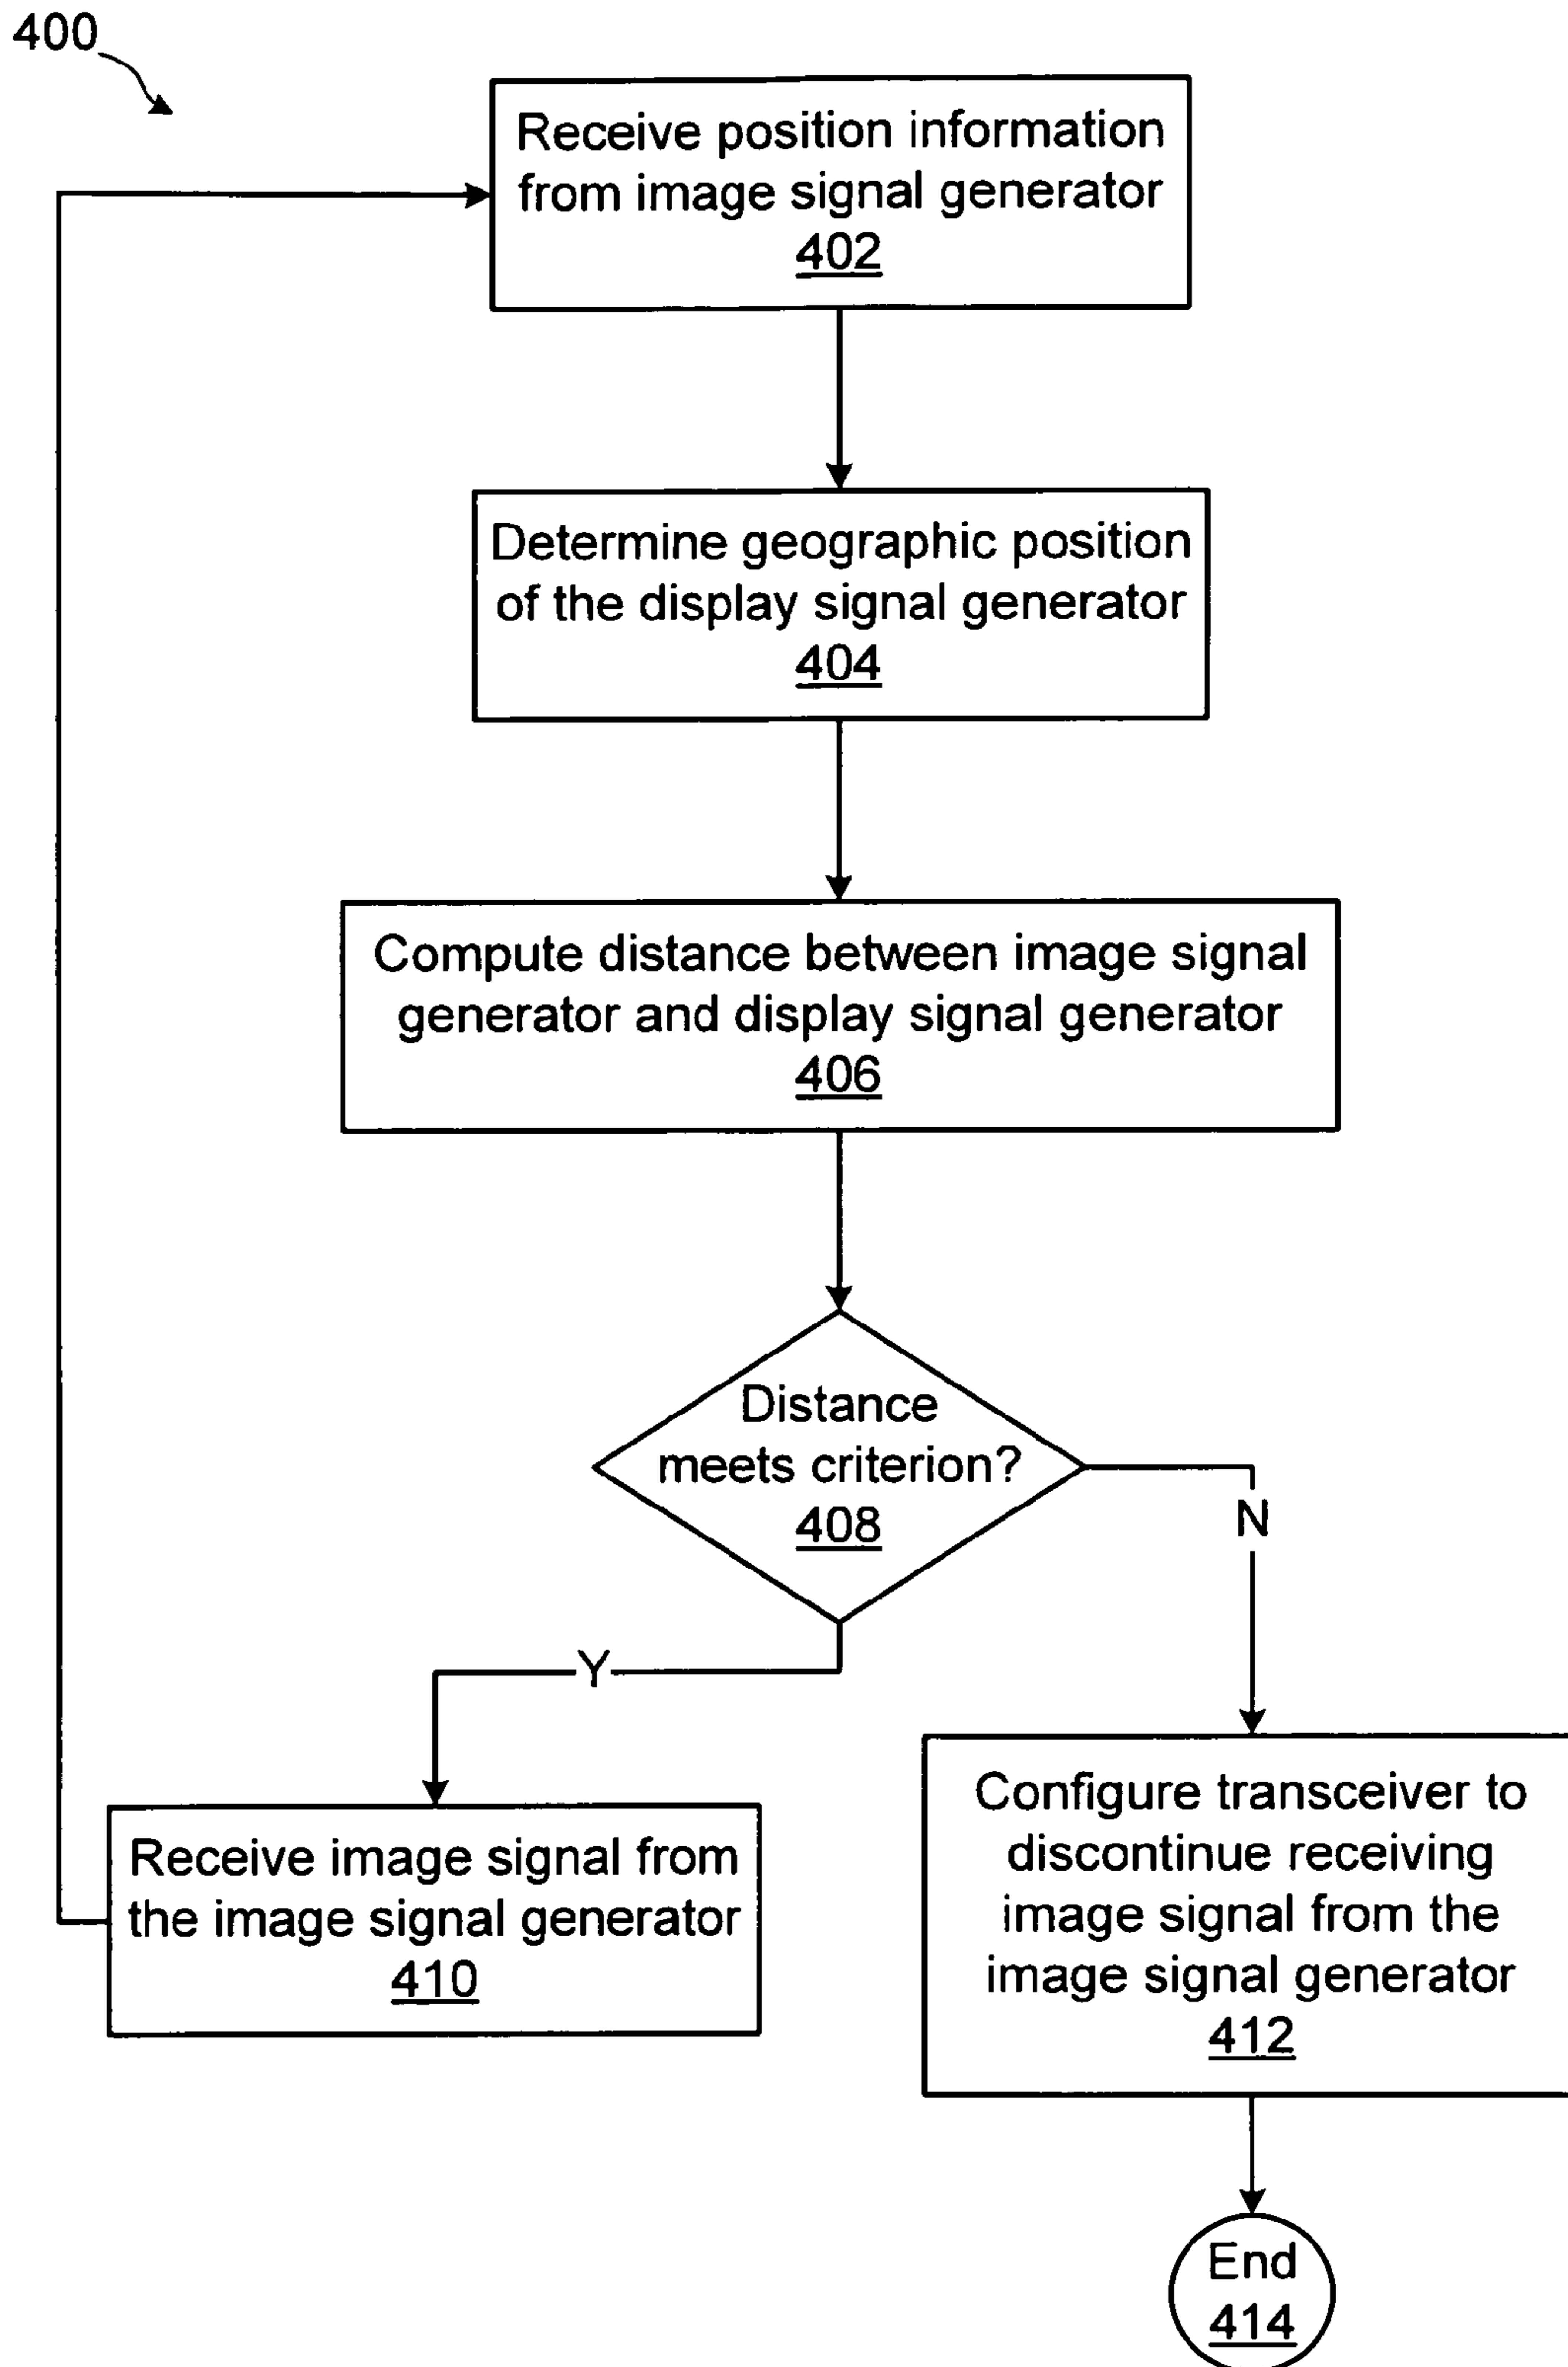 400
Receive position information
from image signal generator
402
Determine geographic position
of the display signal generator
404
Compute distance between image signal
generator and display signal generator
406
Distance
meets criterion?
408
N
Y
Receive image signal from
the image signal generator
410
Configure transceiver to
discontinue receiving
image signal from the
image signal generator
412
End
414